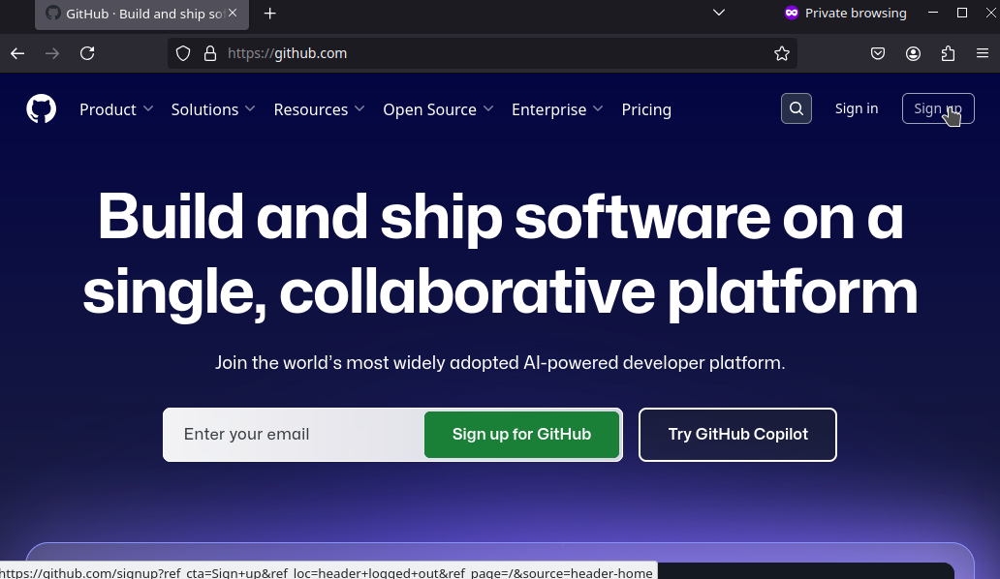 GitHub · Build and ship so
Private browsing
https://github.com
Product
Solutions
Resources
Open Source
Enterprise
Pricing
Sign in
Sign up
Build and ship software on a
single, collaborative platform
Join the world's most widely adopted AI-powered developer platform.
Enter your email
Sign up for GitHub
Try GitHub Copilot
https://github.com/signup?ref_cta=Sign+up&ref_loc=header+logged+out&ref_page=/&source=header-home